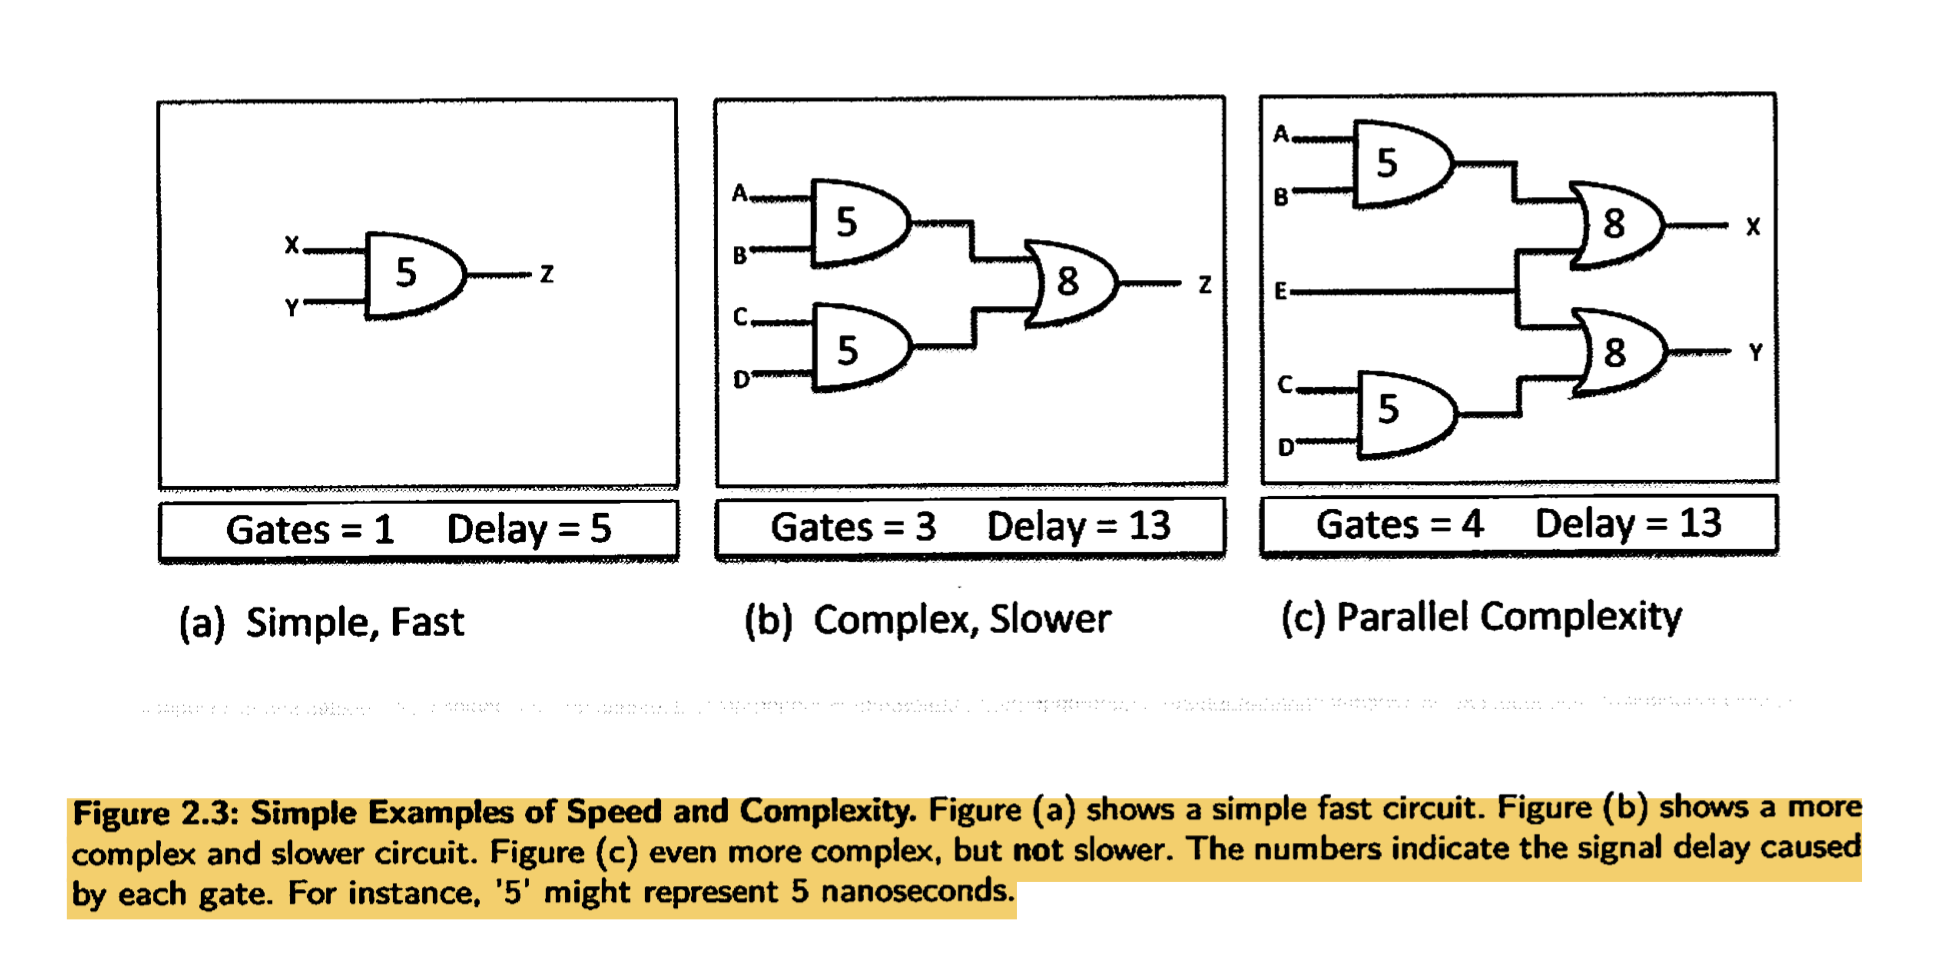 X
Y
5
Z
Gates = 1 Delay = 5
(a) Simple, Fast
A
B
5
C
D
5
8
Z
Gates = 3 Delay = 13
(b) Complex, Slower
A
B
5
8
X
E
8
Y
C
D
5
Gates = 4 Delay = 13
(c) Parallel Complexity
Figure 2.3: Simple Examples of Speed and Complexity. Figure (a) shows a simple fast circuit. Figure (b) shows a more
complex and slower circuit. Figure (c) even more complex, but not slower. The numbers indicate the signal delay caused
by each gate. For instance, '5' might represent 5 nanoseconds.